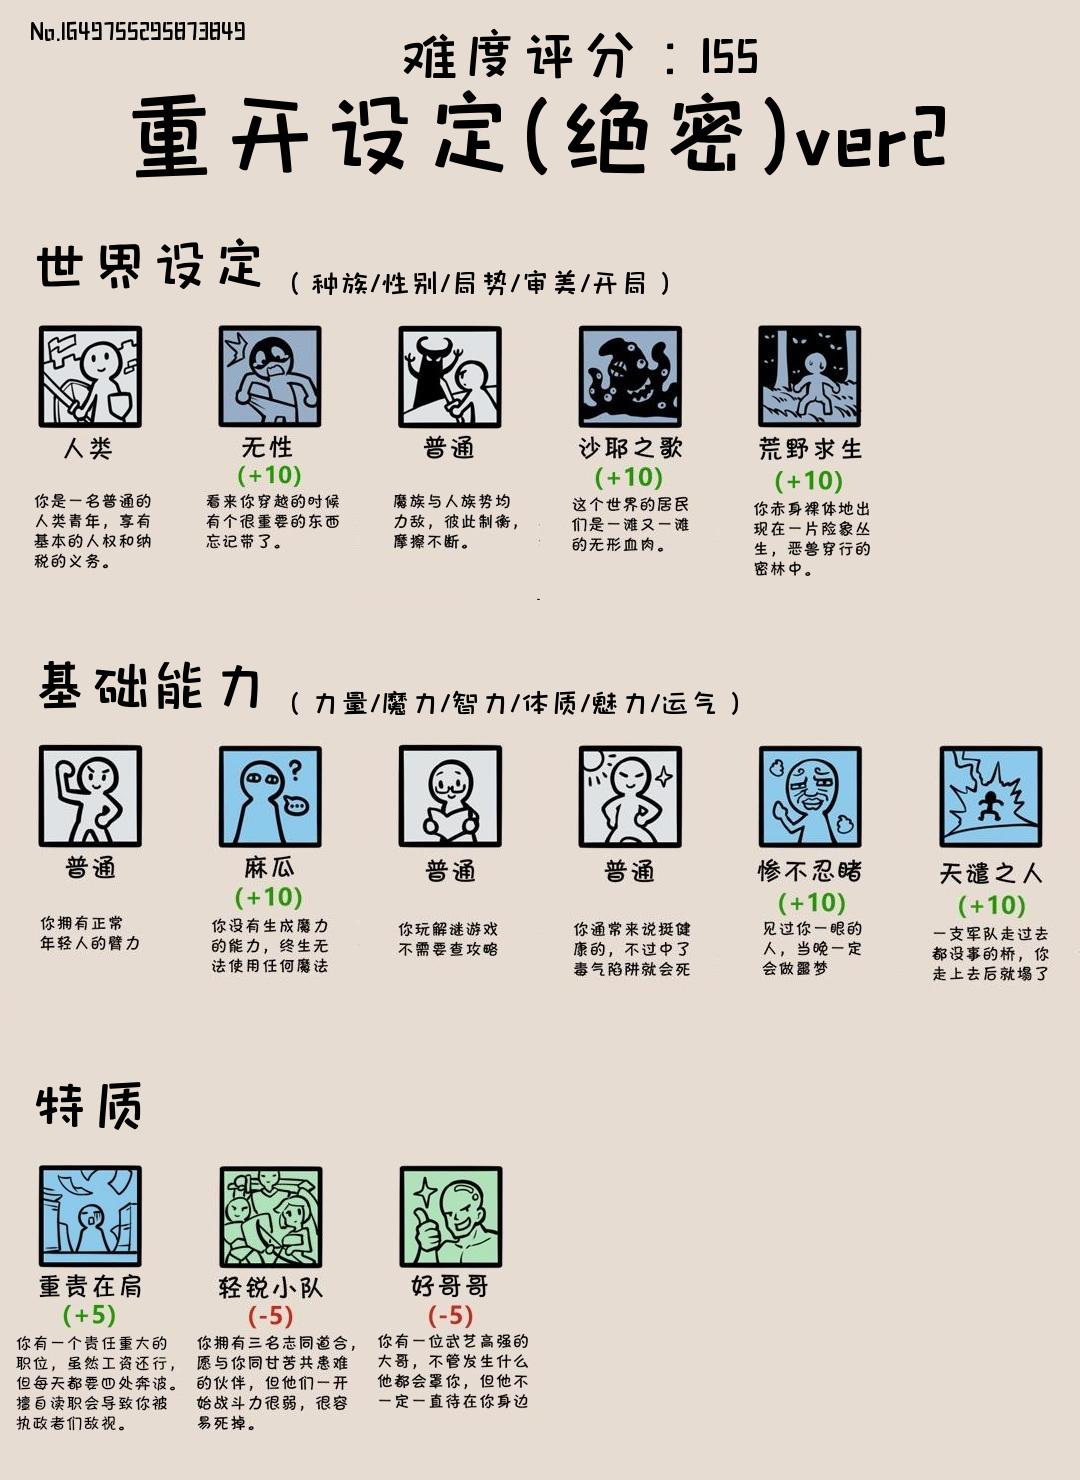 No.1649755295873849
难度评分：155
重开设定(绝密)ver2
世界设定 (种族/性别/局势/审美/开局)
人类
无性
(+10)
普通
沙耶之歌
(+10)
荒野求生
(+10)
你是一名普通的
人类青年，享有
基本的人权和纳
税的义务。
看来你穿越的时候
有个很重要的东西
忘记带了。
魔族与人族势均
力敌，彼此制衡，
摩擦不断。
这个世界的居民
们是一滩又一滩
的无形血肉。
你赤身裸体地出
现在一片险象丛
生，恶兽穿行的
密林中。
基础能力 (力量/魔力/智力/体质/魅力/运气)
普通
麻瓜
(+10)
普通
普通
惨不忍睹
(+10)
天谴之人
(+10)
你拥有正常
年轻人的臂力
你没有生成魔力
的能力，终生无
法使用任何魔法
你玩解谜游戏
不需要查攻略
你通常来说挺健
康的，不过中了
毒气陷阱就会死
见过你一眼的
人，当晚一定
会做噩梦
一支军队走过去
都没事的桥，你
走上去后就塌了
特质
重责在肩
(+5)
轻锐小队
(-5)
好哥哥
(-5)
你有一个责任重大的
职位，虽然工资还行，
但每天都要四处奔波。
擅自渎职会导致你被
执政者们敌视。
你拥有三名志同道合，
愿与你同甘苦共患难
的伙伴，但他们一开
始战斗力很弱，很容
易死掉。
你有一位武艺高强的
大哥，不管发生什么
他都会罩你，但他不
一定一直待在你身边